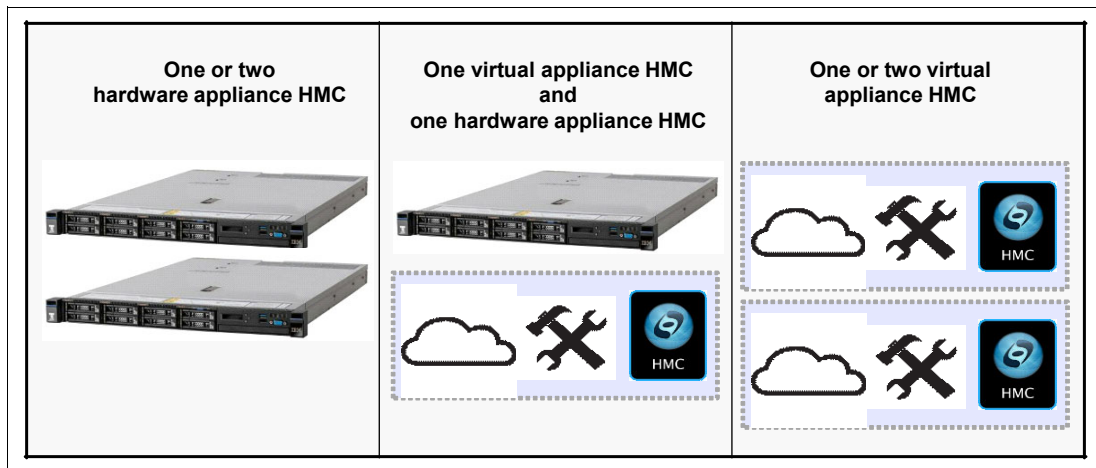 One or two
hardware appliance HMC
One virtual appliance HMC
and
one hardware appliance HMC
One or two virtual
appliance HMC
HMC
HMC
HMC